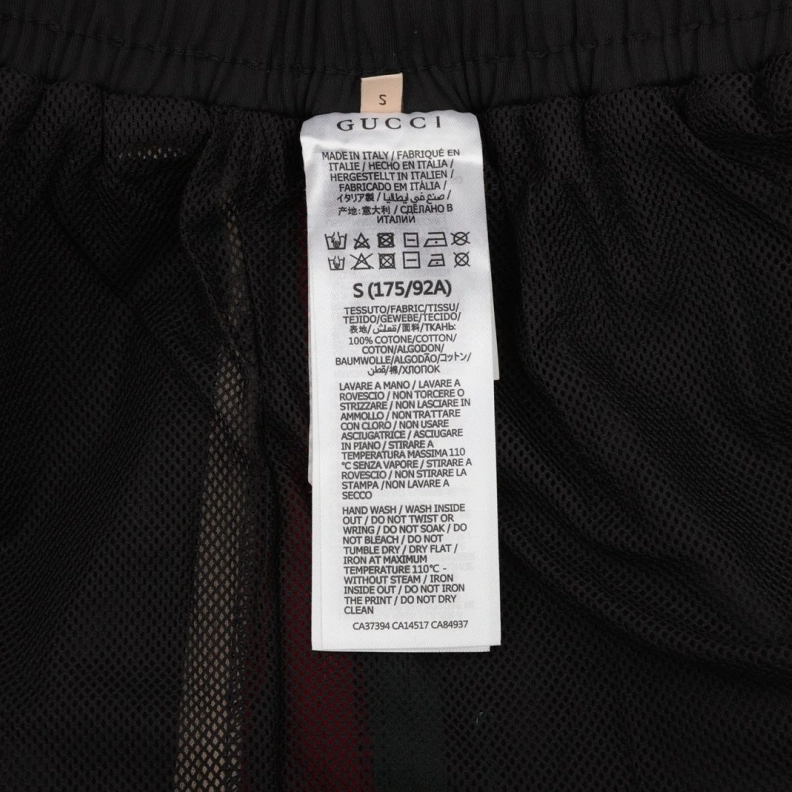 S
GUCCI
MADE IN ITALY / FABRIQUÉ EN
ITALIE / HECHO EN ITALIA /
HERGESTELLT IN ITALIEN /
FABRICADO EM ITÀLIA /
イタリア製 / صنع في ايطاليا /
产地:意大利 / СДЕЛАНО В
ИТАЛИИ
S (175/92A)
TESSUTO/FABRIC/TISSU/
TEJIDO/GEWEBE/TECIDO/
表地/قماش/面料/ТКАНЬ:
100% COTONE/COTTON/
COTON/ALGODON/
BAUMWOLLE/ALGODÃO/コットン/
قطن/棉/ХЛОПОК
LAVARE A MANO / LAVARE A
ROVESCIO / NON TORCERE O
STRIZZARE / NON LASCIARE IN
AMMOLLO / NON TRATTARE
CON CLORO / NON USARE
ASCIUGATRICE / ASCIUGARE
IN PIANO / STIRARE A
TEMPERATURA MASSIMA 110
°C SENZA VAPORE / STIRARE A
ROVESCIO / NON STIRARE LA
STAMPA /NON LAVARE A
SECCO
HAND WASH / WASH INSIDE
OUT / DO NOT TWIST OR
WRING / DO NOT SOAK / DO
NOT BLEACH / DO NOT
TUMBLE DRY / DRY FLAT /
IRON AT MAXIMUM
TEMPERATURE 110°C -
WITHOUT STEAM / IRON
INSIDE OUT / DO NOT IRON
THE PRINT / DO NOT DRY
CLEAN
CA37394 CA14517 CA84937